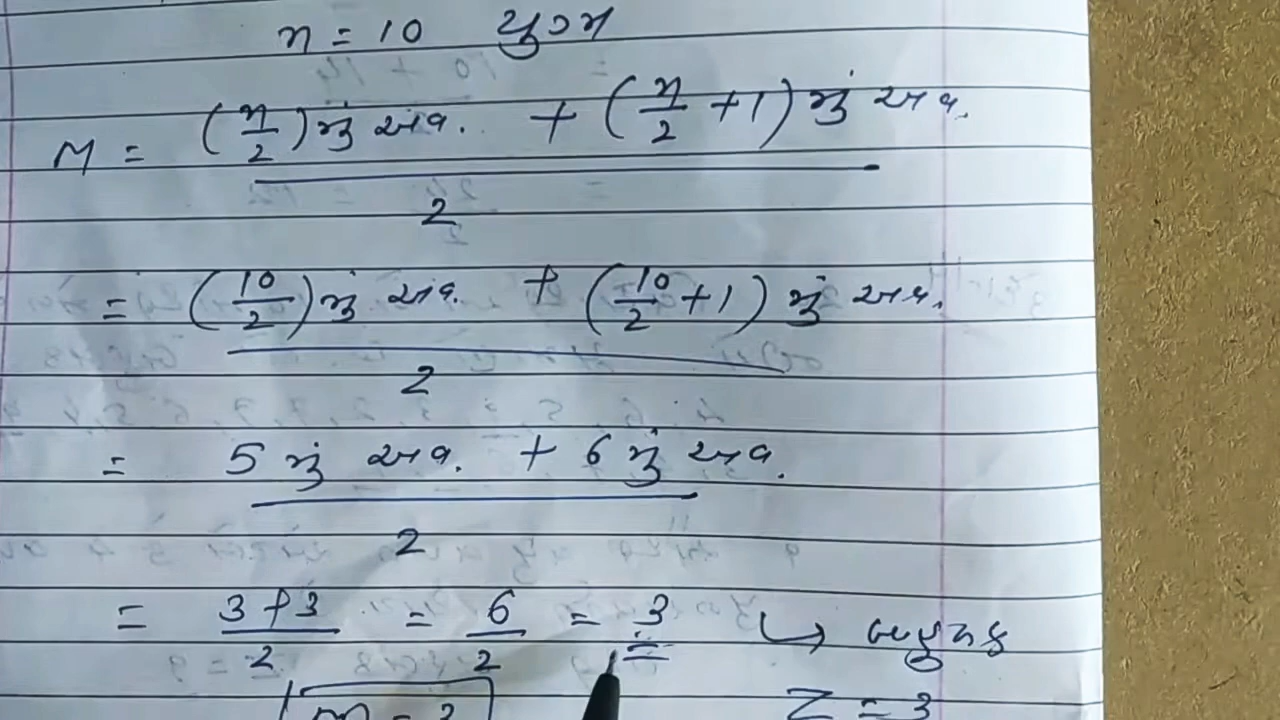 n = 10 યુગ્મ
M = (n/2)મું અવ. + (n/2 + 1)મું અવ.
2
= (10/2)મું અવ. + (10/2 + 1)મું અવ.
2
= 5મું અવ. + 6મું અવ.
2
= 3+3/2 = 6/2 = 3 ↳ બહુલક
Z = 3